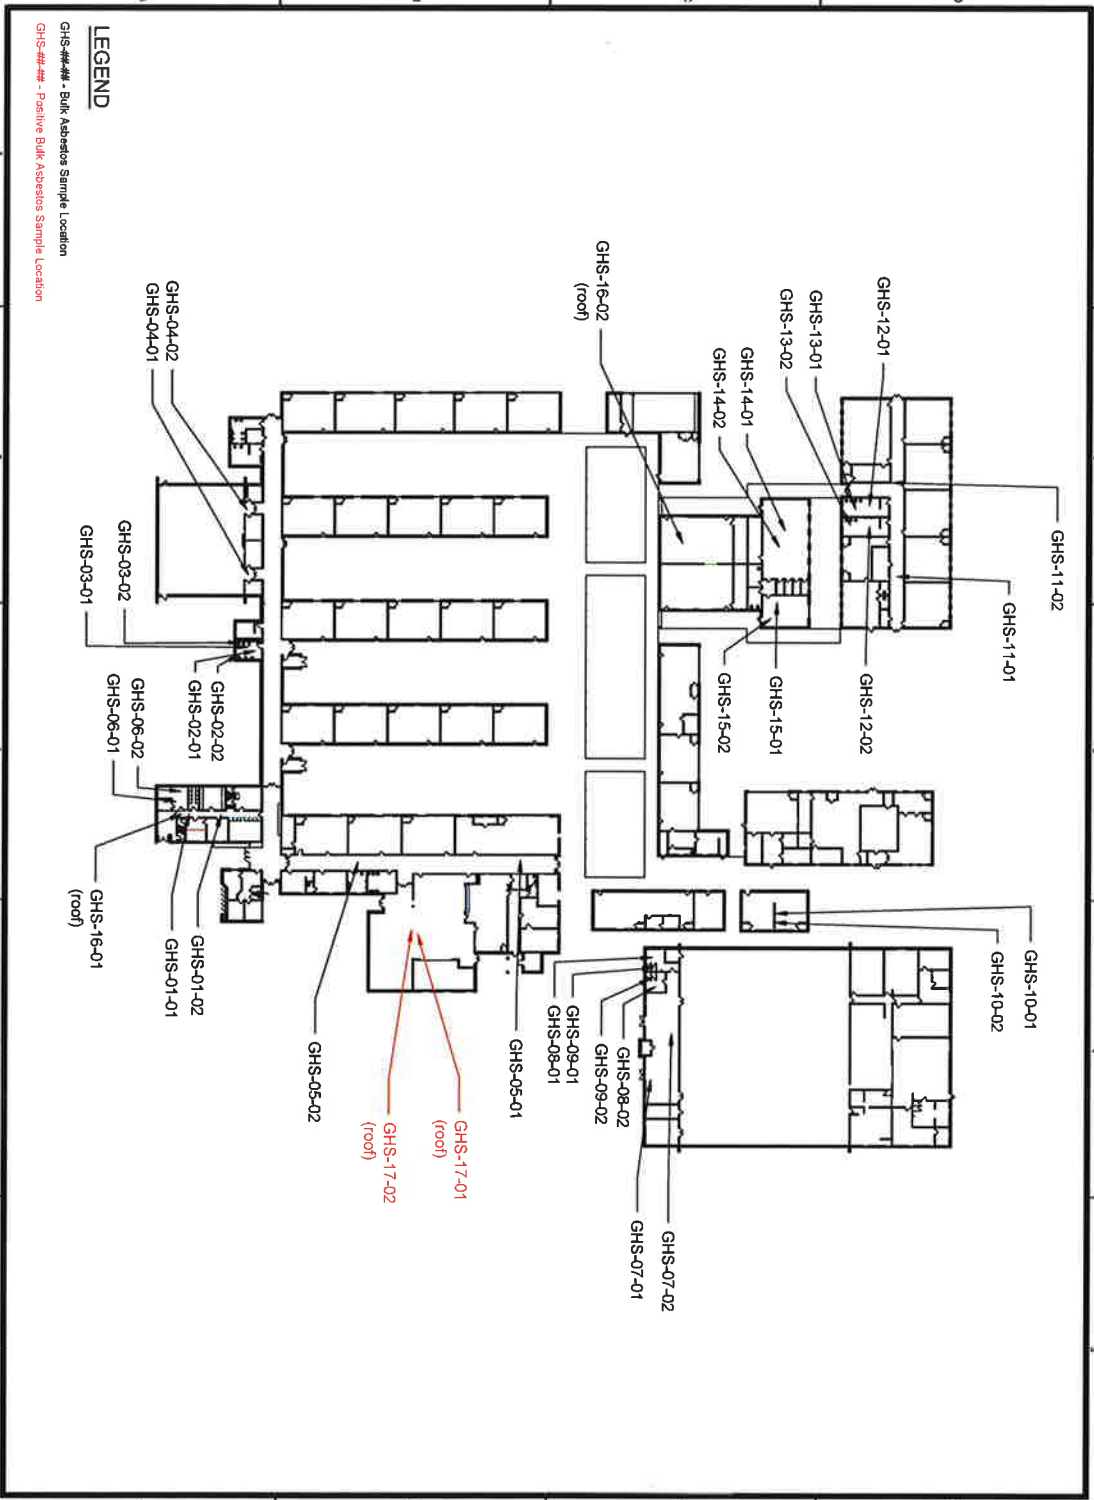 LEGEND
GHS-##-## - Bulk Asbestos Sample Location
GHS-##-## - Positive Bulk Asbestos Sample Location
GHS-11-02
GHS-11-01
GHS-12-01
GHS-12-02
GHS-13-01
GHS-13-02
GHS-14-01
GHS-14-02
GHS-15-01
GHS-15-02
GHS-16-02
(roof)
GHS-10-01
GHS-10-02
GHS-07-02
GHS-07-01
GHS-08-02
GHS-09-02
GHS-09-01
GHS-08-01
GHS-05-01
GHS-17-01
(roof)
GHS-17-02
(roof)
GHS-05-02
GHS-04-02
GHS-04-01
GHS-03-02
GHS-03-01
GHS-02-02
GHS-02-01
GHS-06-02
GHS-06-01
GHS-01-02
GHS-01-01
GHS-16-01
(roof)